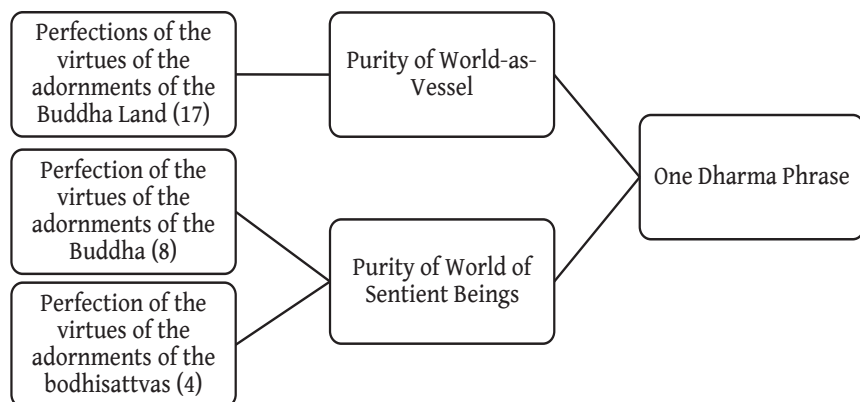 Perfections of the
virtues of the
adornments of the
Buddha Land (17)
Purity of World-as-
Vessel
One Dharma Phrase
Perfection of the
virtues of the
adornments of the
Buddha (8)
Purity of World of
Sentient Beings
Perfection of the
virtues of the
adornments of the
bodhisattvas (4)